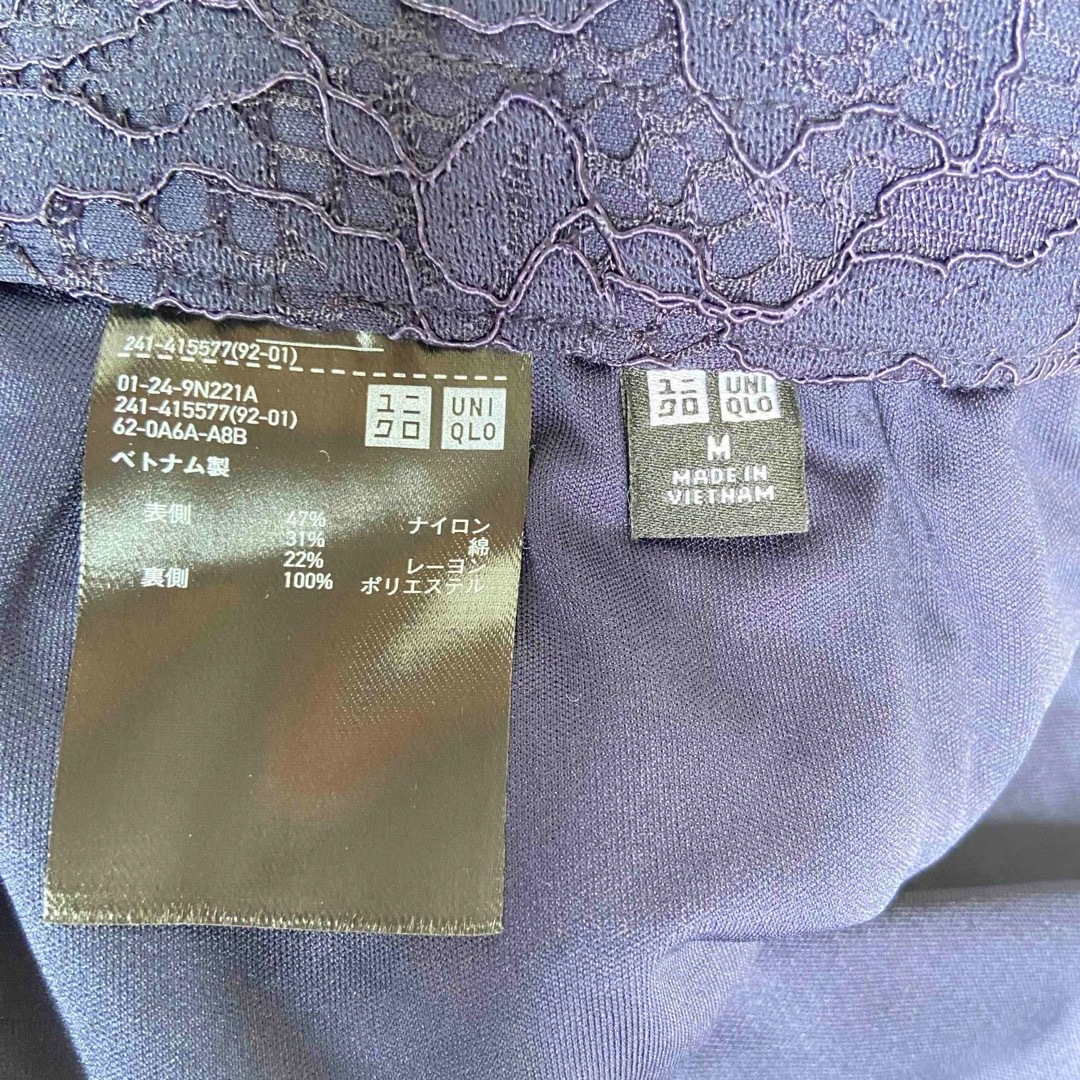 241-415577(92-01)
01-24-9N221A
241-415577(92-01)
62-0A6A-A8B
ベトナム製
ユニ
クロ
UNI
QLO
表側 47% ナイロン
31% 綿
22% レーヨン
裏側 100% ポリエステル
ユニ
クロ
UNI
QLO
M
MADE IN
VIETNAM